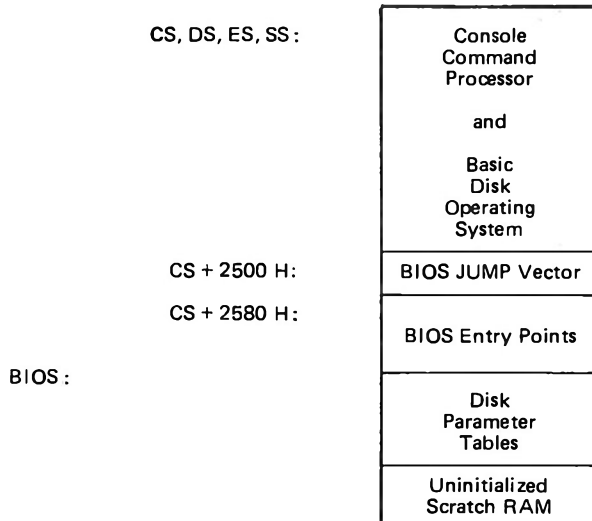 CS, DS, ES, SS:
Console
Command
Processor
and
Basic
Disk
Operating
System
CS + 2500 H:
BIOS JUMP Vector
CS + 2580 H:
BIOS Entry Points
BIOS:
Disk
Parameter
Tables
Uninitialized
Scratch RAM